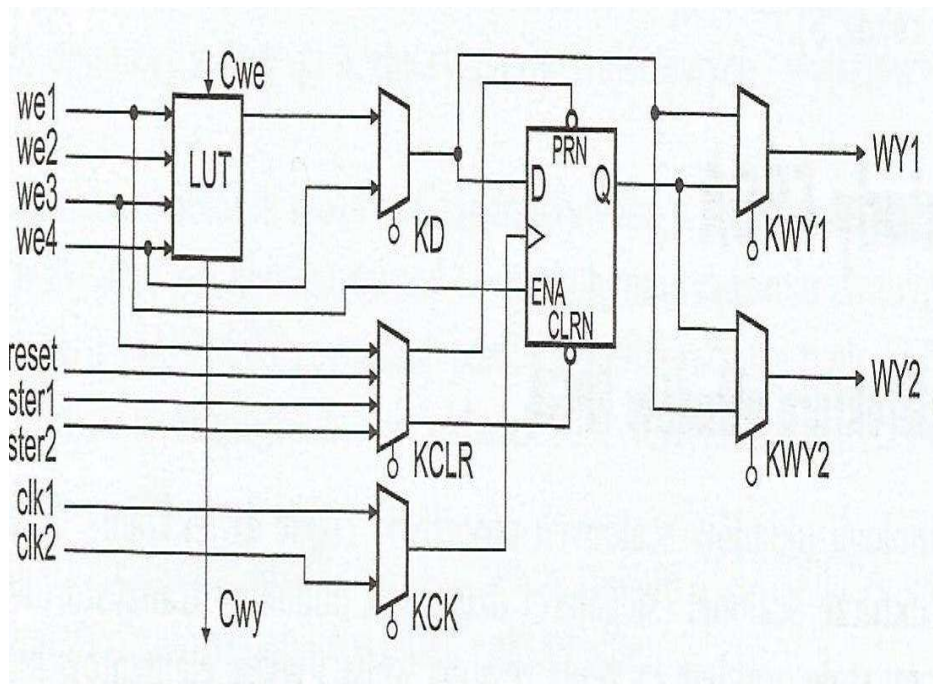 Cwe
we1
we2
we3
we4
LUT
KD
PRN
D
Q
ENA
CLRN
WY1
KWY1
WY2
KWY2
reset
ster1
ster2
KCLR
clk1
clk2
KCK
Cwy